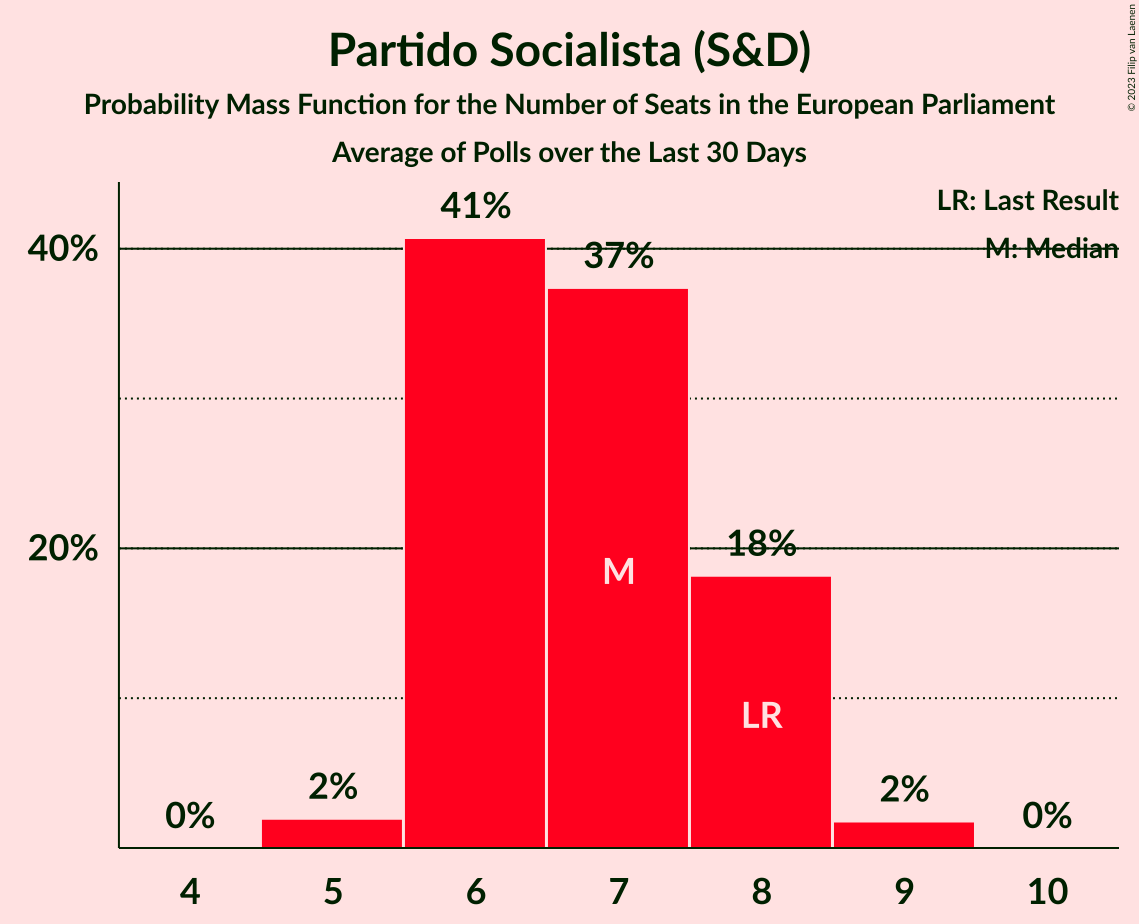 Partido Socialista (S&D)
Probability Mass Function for the Number of Seats in the European Parliament
Average of Polls over the Last 30 Days
© 2023 Filip van Laenen
LR: Last Result
M: Median
41%
40%
37%
20%
18%
M
LR
2%
2%
0%
0%
4 5 6 7 8 9 10